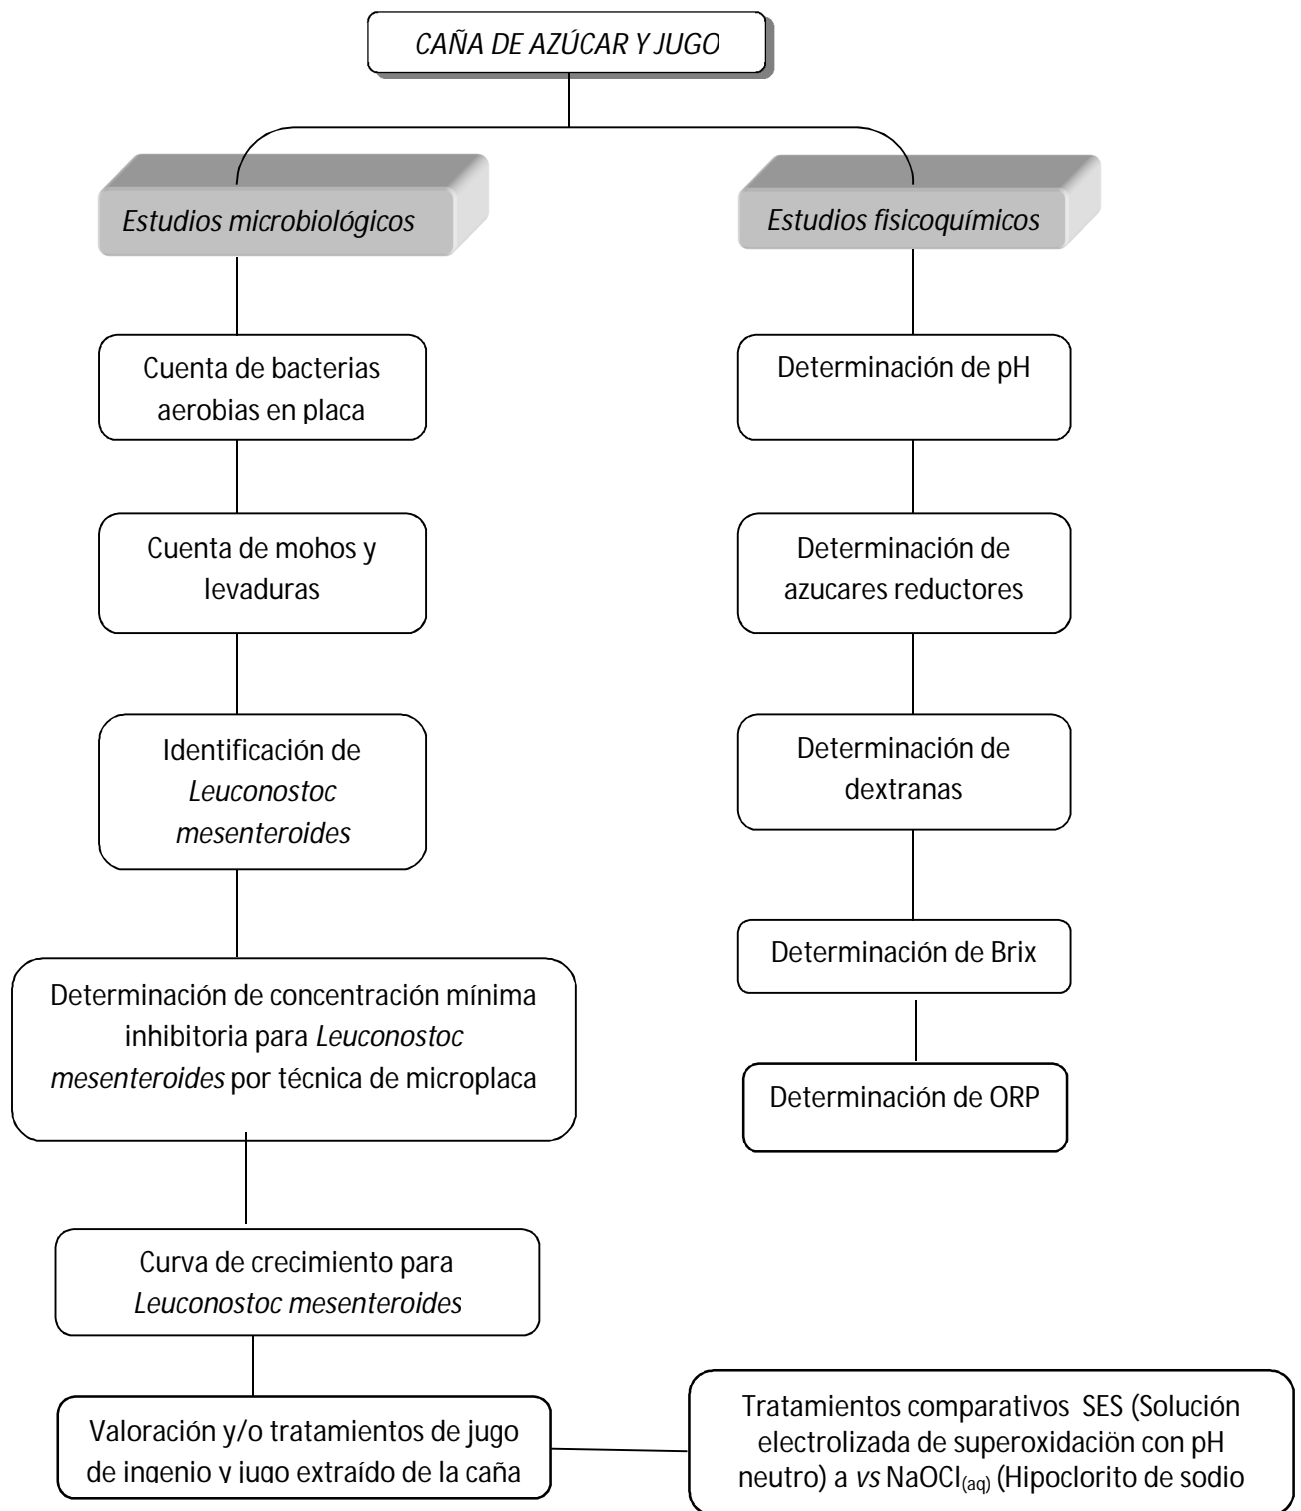 CAÑA DE AZÚCAR Y JUGO
Estudios microbiológicos
Cuenta de bacterias
aerobias en placa
Cuenta de mohos y
levaduras
Identificación de
Leuconostoc
mesenteroides
Determinación de concentración mínima
inhibitoria para Leuconostoc
mesenteroides por técnica de microplaca
Curva de crecimiento para
Leuconostoc mesenteroides
Valoración y/o tratamientos de jugo
de ingenio y jugo extraído de la caña
Tratamientos comparativos SES (Solución
electrolizada de superoxidaciön con pH
neutro) a vs NaOCl(aq) (Hipoclorito de sodio
Estudios fisicoquímicos
Determinación de pH
Determinación de
azucares reductores
Determinación de
dextranas
Determinación de Brix
Determinación de ORP